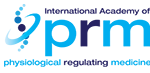 International Academy of
prm
physiological regulating medicine